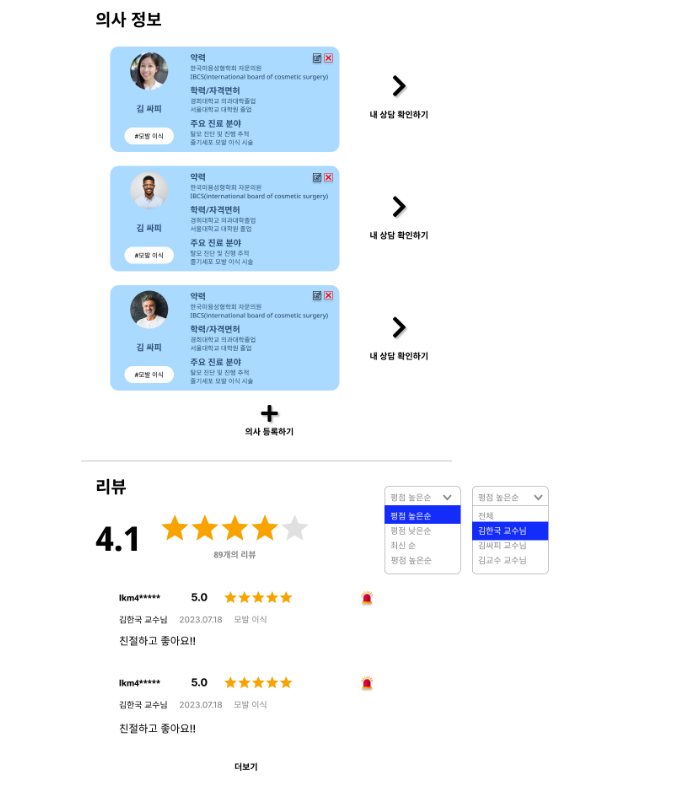 의사 정보
약력
한국미용성형학회 자문의원
IBCS(international board of cosmetic surgery)
학력/자격면허
경희대학교 의과대학졸업
서울대학교 대학원 졸업
주요 진료 분야
탈모 진단 및 진행 추적
줄기세포 모발 이식 시술
김 싸피
#모발 이식
내 상담 확인하기
약력
한국미용성형학회 자문의원
IBCS(international board of cosmetic surgery)
학력/자격면허
경희대학교 의과대학졸업
서울대학교 대학원 졸업
주요 진료 분야
탈모 진단 및 진행 추적
줄기세포 모발 이식 시술
김 싸피
#모발 이식
내 상담 확인하기
약력
한국미용성형학회 자문의원
IBCS(international board of cosmetic surgery)
학력/자격면허
경희대학교 의과대학졸업
서울대학교 대학원 졸업
주요 진료 분야
탈모 진단 및 진행 추적
줄기세포 모발 이식 시술
김 싸피
#모발 이식
내 상담 확인하기
의사 등록하기
리뷰
4.1
89개의 리뷰
평점 높은순
평점 높은순
평점 낮은순
최신 순
평점 높은순
평점 높은순
전체
김한국 교수님
김싸피 교수님
김교수 교수님
lkm4***** 5.0
김한국 교수님 2023.07.18 모발 이식
친절하고 좋아요!!
lkm4***** 5.0
김한국 교수님 2023.07.18 모발 이식
친절하고 좋아요!!
더보기